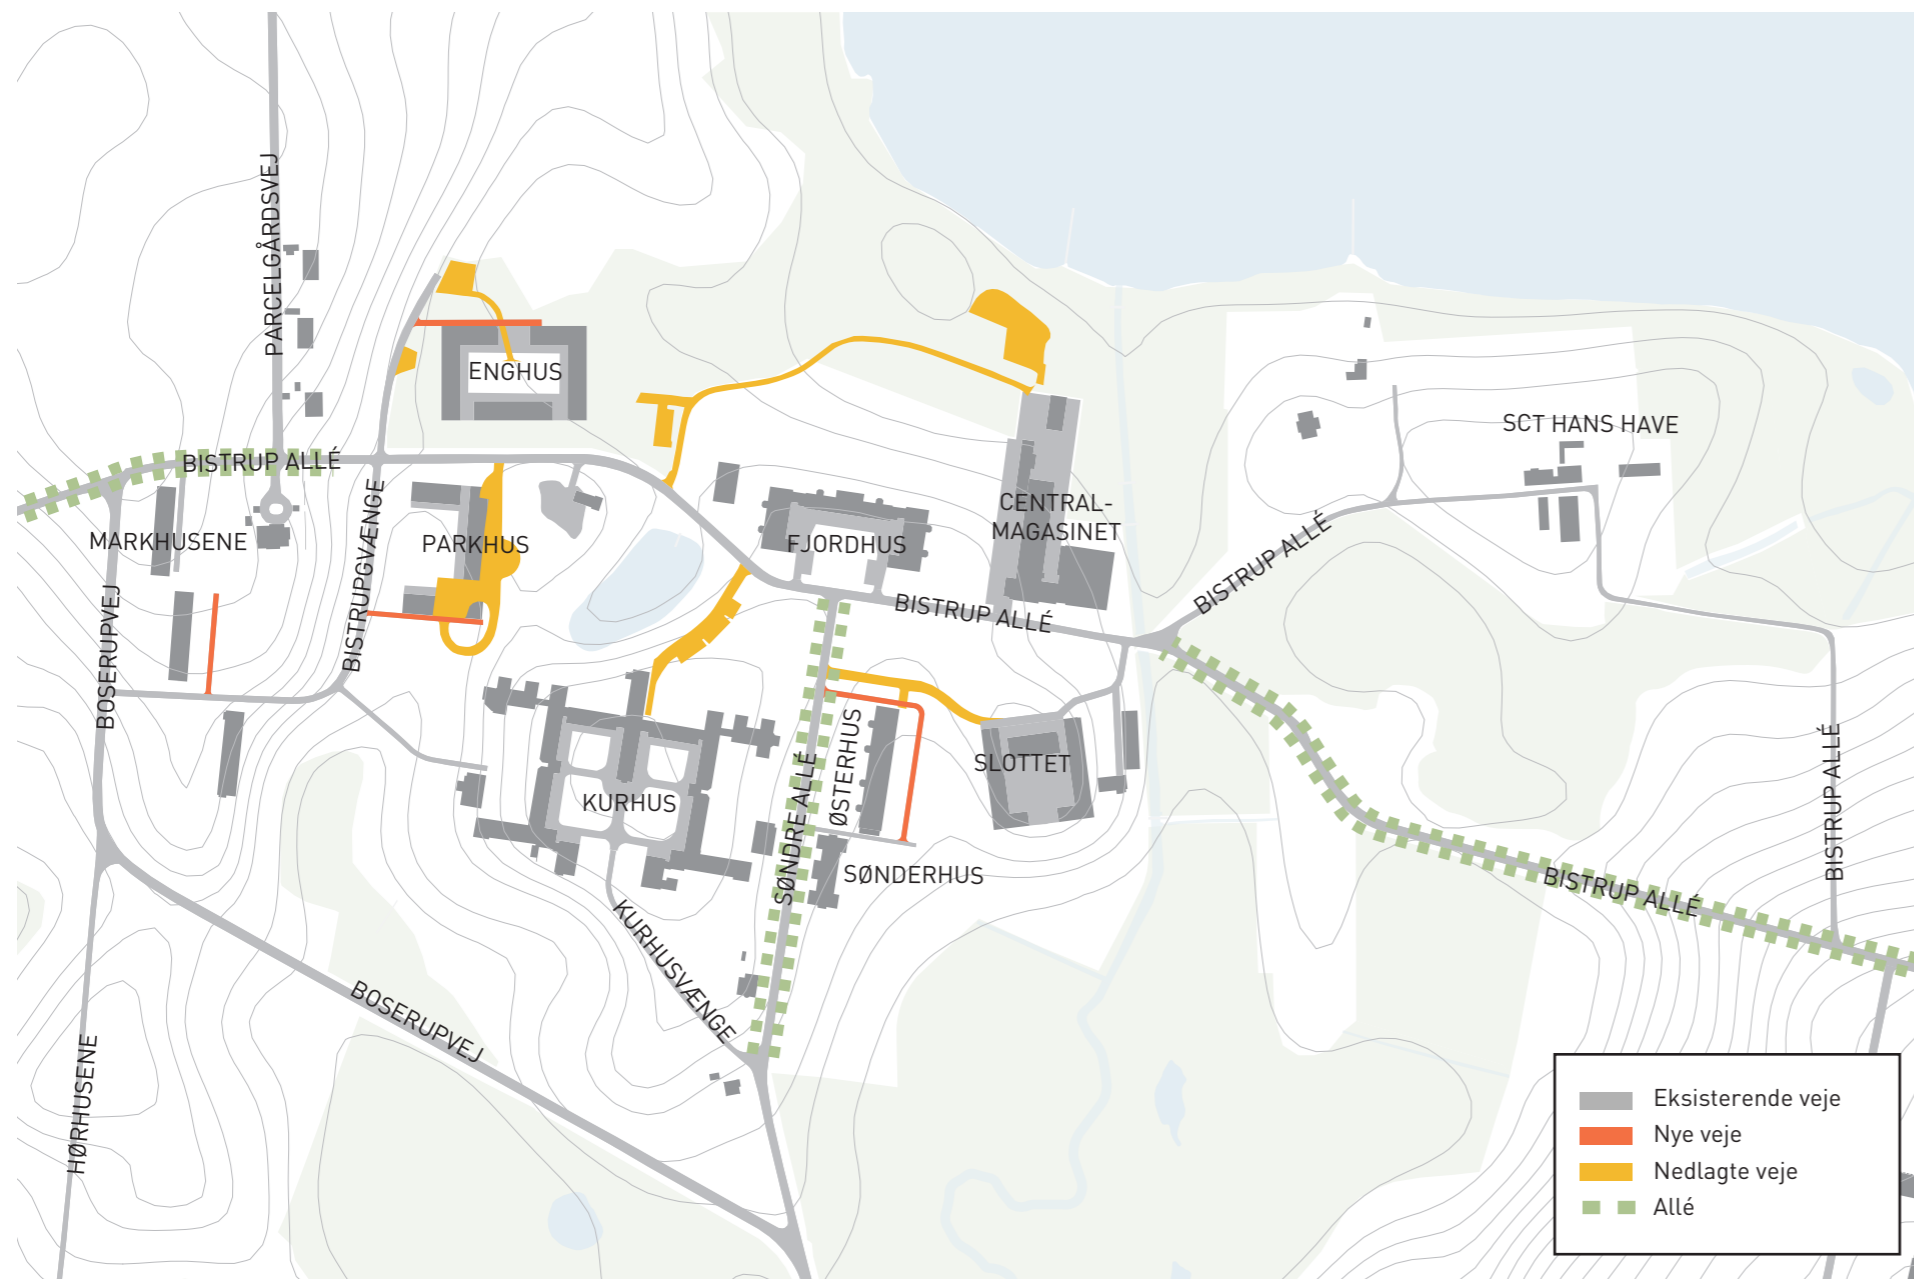 PARCELGÅRDSVEJ
ENGHUS
SCT HANS HAVE
BISTRUP ALLÉ
MARKHUSENE
BISTRUPGVÆNGE
PARKHUS
FJORDHUS
CENTRAL-
MAGASINET
BISTRUP ALLÉ
BISTRUP ALLÉ
BOSERUPVEJ
KURHUS
SØNDRE ALLÉ
ØSTERHUS
SLOTTET
BISTRUP ALLÉ
SØNDERHUS
BISTRUP ALLÉ
KURHUSVÆNGE
BOSERUPVEJ
HØRHUSENE
Eksisterende veje
Nye veje
Nedlagte veje
Allé